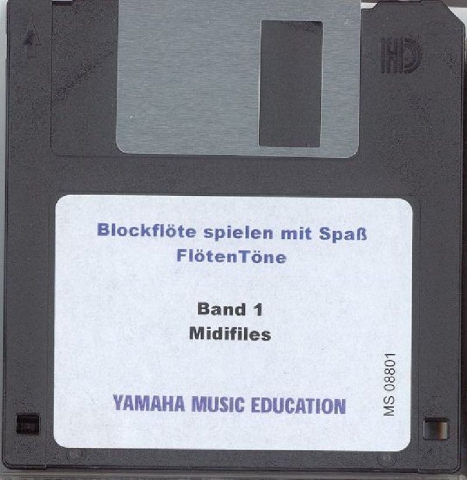 HD
Blockflöte spielen mit Spaß
FlötenTöne
Band 1
Midifiles
YAMAHA MUSIC EDUCATION
MS 08801